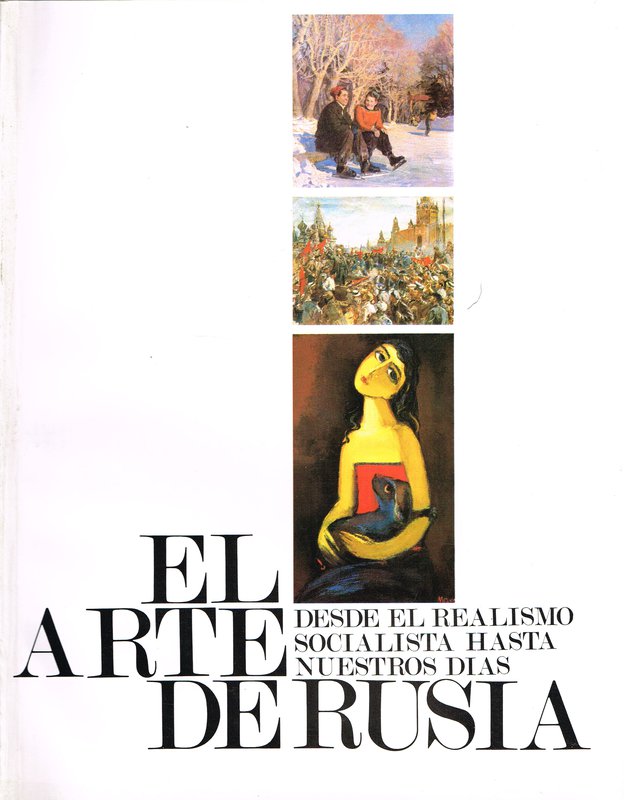 EL
ARTE
DESDE EL REALISMO
SOCIALISTA HASTA
NUESTROS DIAS
DE RUSIA